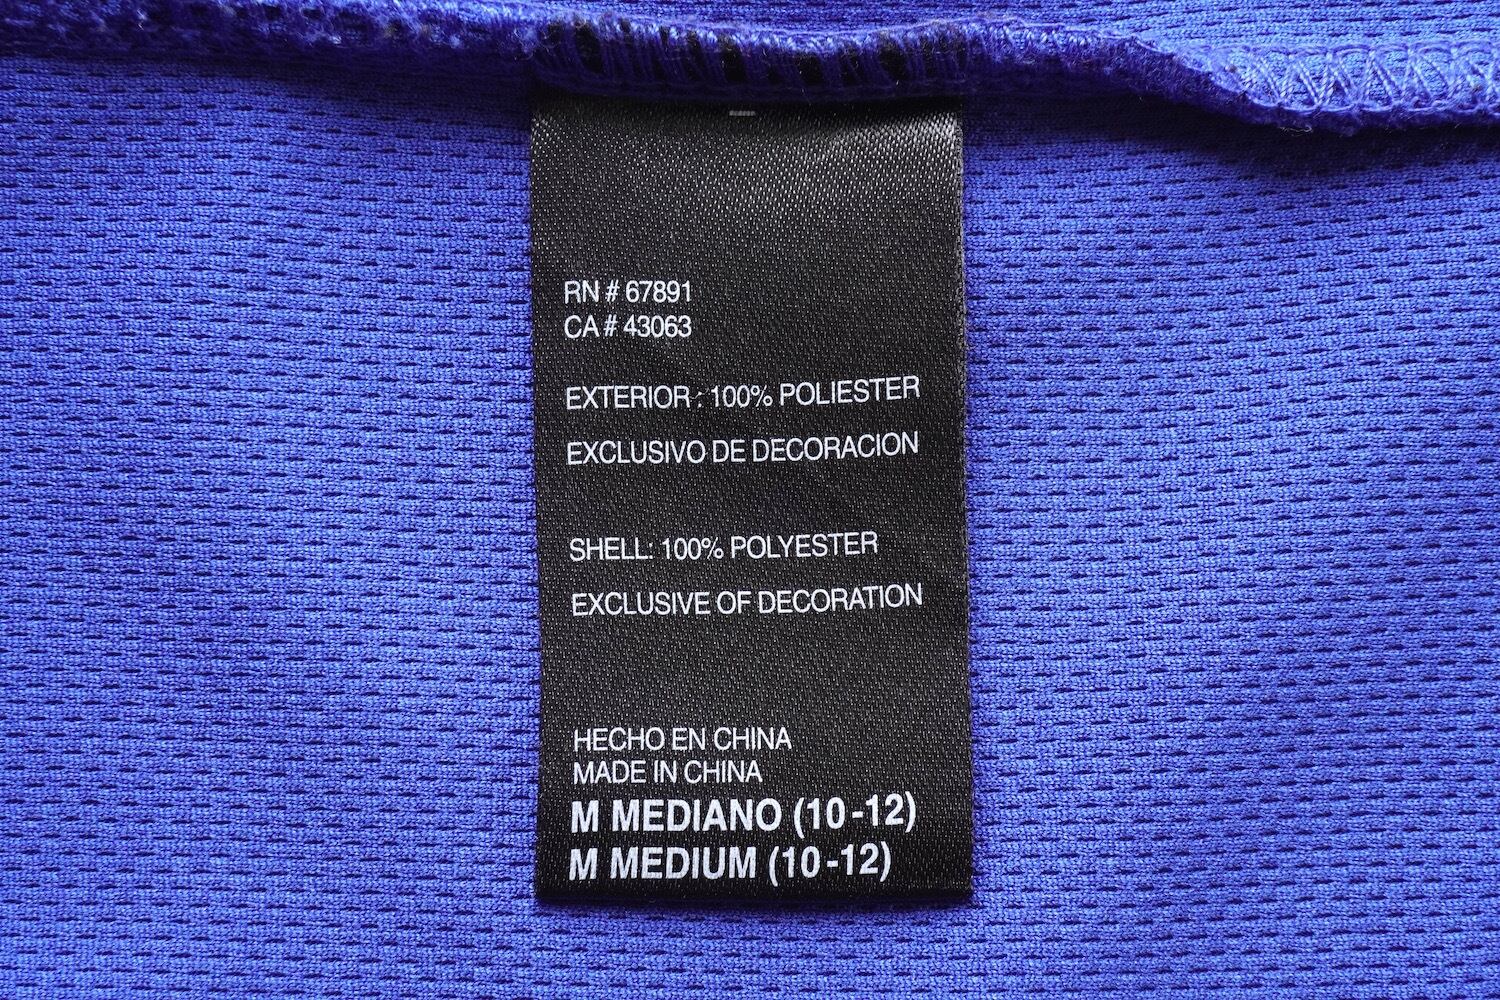 RN # 67891
CA # 43063
EXTERIOR : 100% POLIESTER
EXCLUSIVO DE DECORACION
SHELL: 100% POLYESTER
EXCLUSIVE OF DECORATION
HECHO EN CHINA
MADE IN CHINA
M MEDIANO (10-12)
M MEDIUM (10-12)